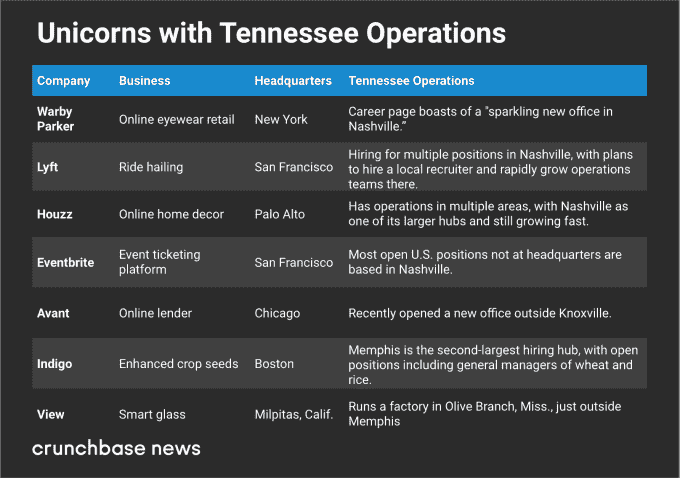 Unicorns with Tennessee Operations
Company Business Headquarters Tennessee Operations
Warby Parker Online eyewear retail New York Career page boasts of a "sparkling new office in
Nashville.”
Lyft Ride hailing San Francisco Hiring for multiple positions in Nashville, with plans
to hire a local recruiter and rapidly grow operations
teams there.
Houzz Online home decor Palo Alto Has operations in multiple areas, with Nashville as
one of its larger hubs and still growing fast.
Eventbrite Event ticketing platform San Francisco Most open U.S. positions not at headquarters are
based in Nashville.
Avant Online lender Chicago Recently opened a new office outside Knoxville.
Indigo Enhanced crop seeds Boston Memphis is the second-largest hiring hub, with open
positions including general managers of wheat and
rice.
View Smart glass Milpitas, Calif. Runs a factory in Olive Branch, Miss., just outside
Memphis
crunchbase news